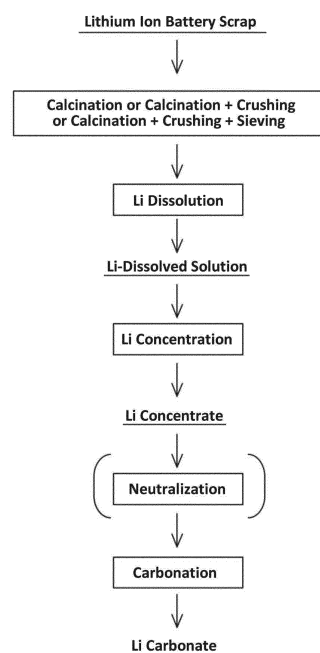 Lithium Ion Battery Scrap
Calcination or Calcination + Crushing
or Calcination + Crushing + Sieving
Li Dissolution
Li-Dissolved Solution
Li Concentration
Li Concentrate
Neutralization
Carbonation
Li Carbonate